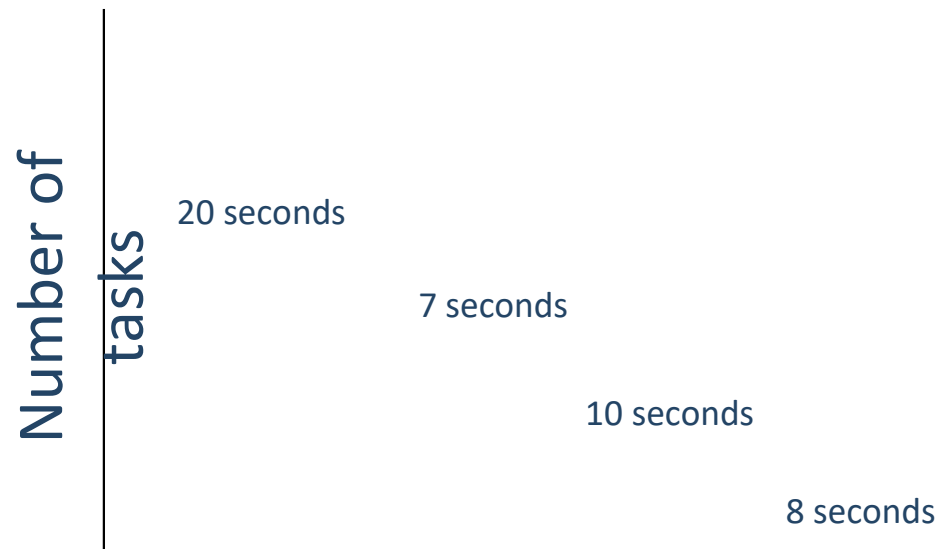 Number of
tasks
20 seconds
7 seconds
10 seconds
8 seconds